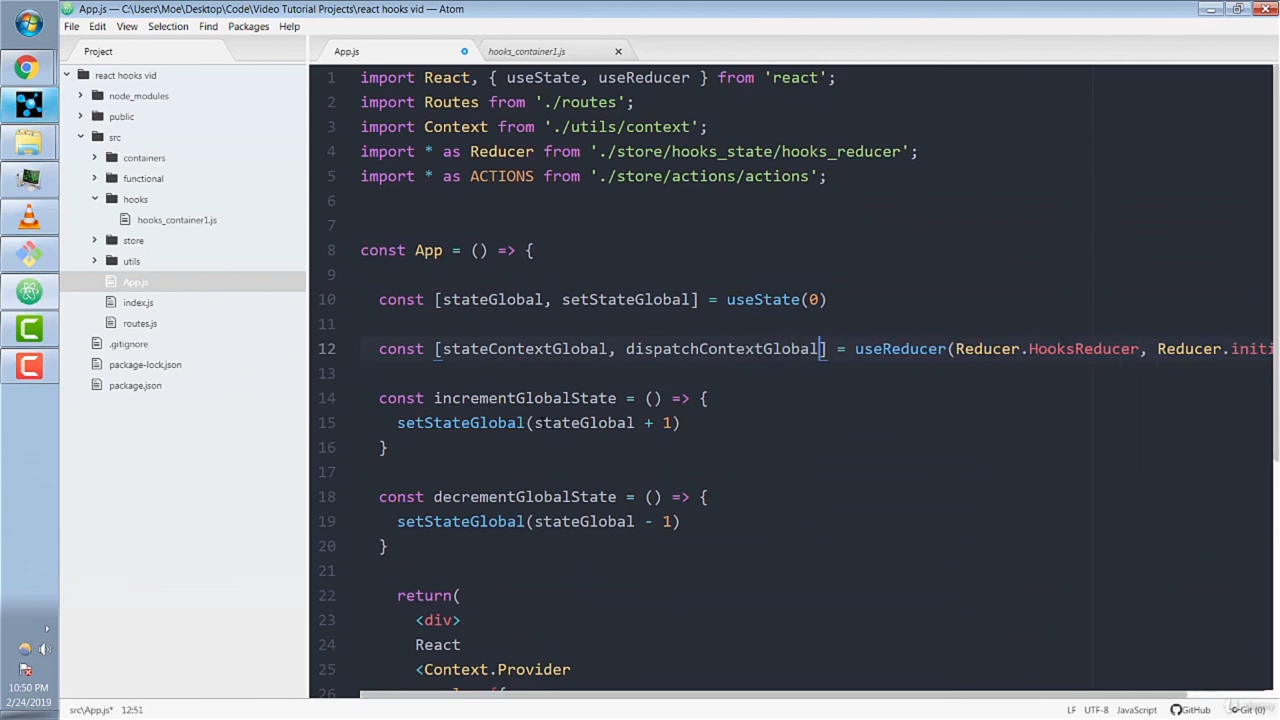 App.js — C:\Users\Moe\Desktop\Code\Video Tutorial Projects\react hooks vid — Atom
File Edit View Selection Find Packages Help
Project
App.js
hooks_container1.js
react hooks vid
node_modules
public
src
containers
functional
hooks
hooks_container1.js
store
utils
App.js
index.js
routes.js
.gitignore
package-lock.json
package.json
1 import React, { useState, useReducer } from 'react';
2 import Routes from './routes';
3 import Context from './utils/context';
4 import * as Reducer from './store/hooks_state/hooks_reducer';
5 import * as ACTIONS from './store/actions/actions';
6
7
8 const App = () => {
9
10 const [stateGlobal, setStateGlobal] = useState(0)
11
12 const [stateContextGlobal, dispatchContextGlobal] = useReducer(Reducer.HooksReducer, Reducer.initi
13
14 const incrementGlobalState = () => {
15 setStateGlobal(stateGlobal + 1)
16 }
17
18 const decrementGlobalState = () => {
19 setStateGlobal(stateGlobal - 1)
20 }
21
22 return(
23 <div>
24 React
25 <Context.Provider
26
10:50 PM
2/24/2019
src\App.js* 12:51
LF UTF-8 JavaScript GitHub Git (0)